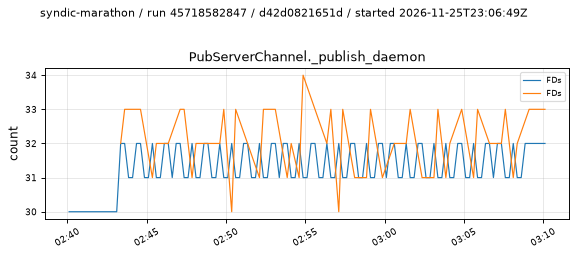 syndic-marathon / run 45718582847 / d42d0821651d / started 2026-11-25T23:06:49Z
PubServerChannel._publish_daemon
FDs
FDs
count
34
33
32
31
30
02:40
02:45
02:50
02:55
03:00
03:05
03:10